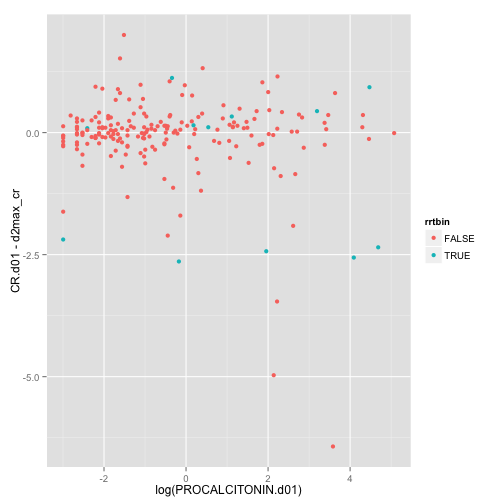 0.0
-2.5
-5.0
CR.d01 - d2max_cr
-2
0
2
4
log(PROCALCITONIN.d01)
rrtbin
FALSE
TRUE